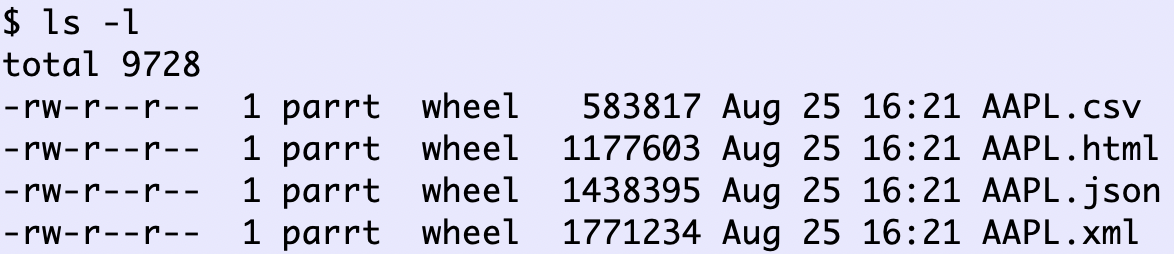 $ ls -l
total 9728
-rw-r--r--  1 parrt  wheel   583817 Aug 25 16:21 AAPL.csv
-rw-r--r--  1 parrt  wheel  1177603 Aug 25 16:21 AAPL.html
-rw-r--r--  1 parrt  wheel  1438395 Aug 25 16:21 AAPL.json
-rw-r--r--  1 parrt  wheel  1771234 Aug 25 16:21 AAPL.xml